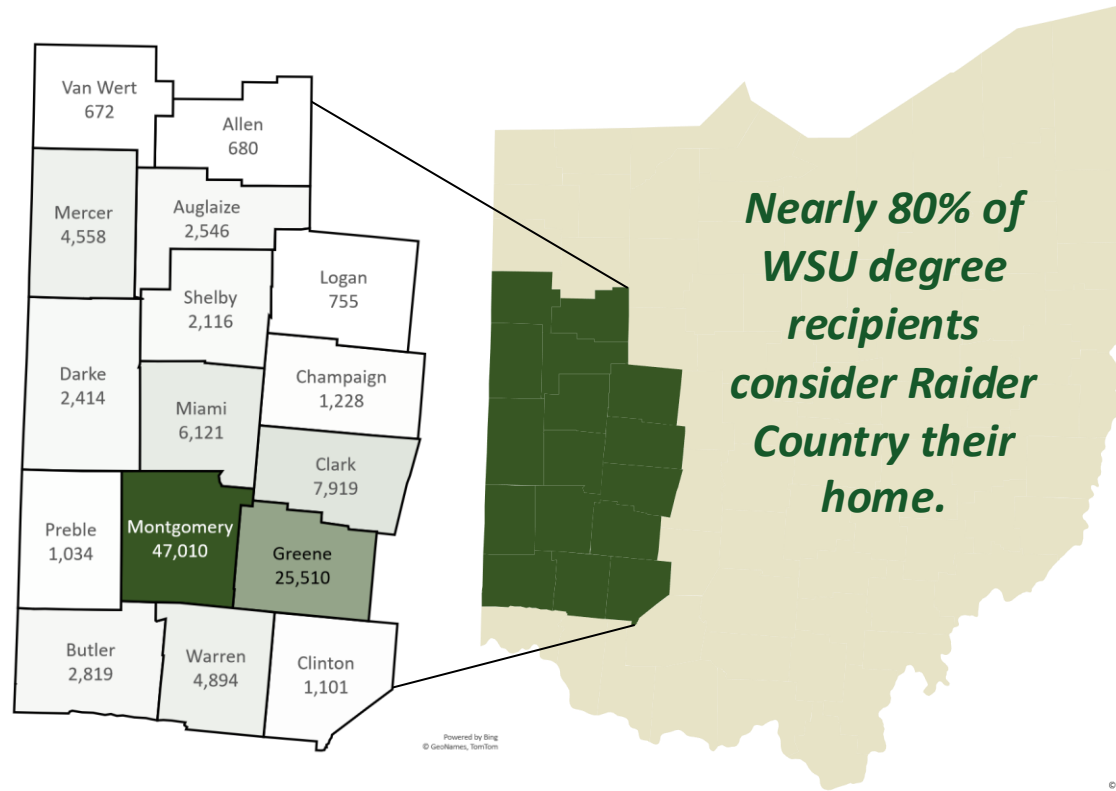 Van Wert
672
Allen
680
Mercer
4,558
Auglaize
2,546
Logan
755
Shelby
2,116
Darke
2,414
Champaign
1,228
Miami
6,121
Clark
7,919
Preble
1,034
Montgomery
47,010
Greene
25,510
Butler
2,819
Warren
4,894
Clinton
1,101
Powered by Bing
© GeoNames, TomTom
Nearly 80% of
WSU degree
recipients
consider Raider
Country their
home.
©